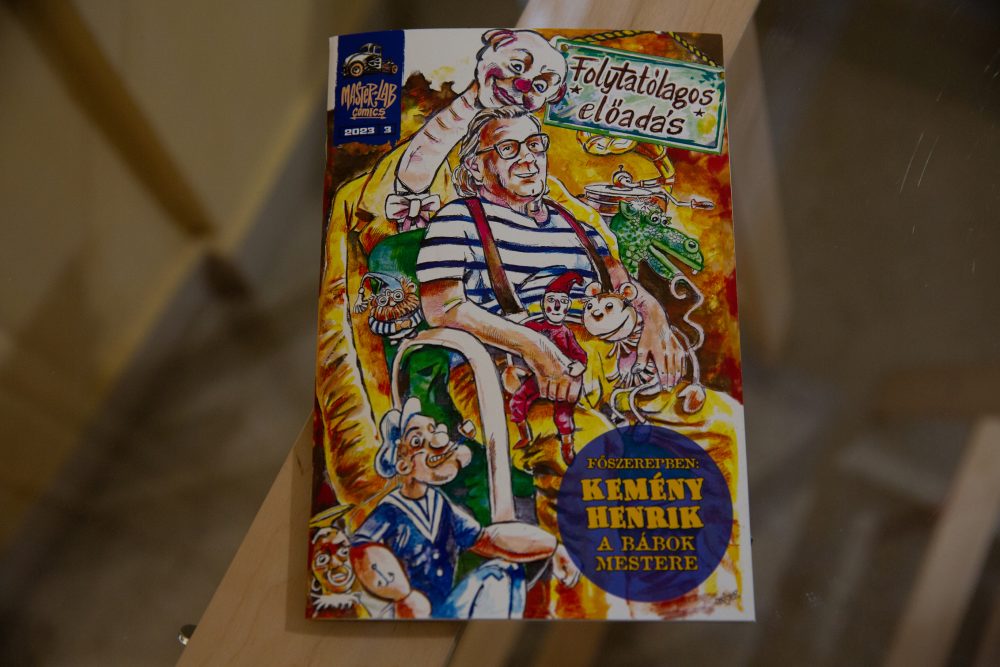 MASTER-LAB
COMICS
2023 3
Folytatólagos
előadás
FŐSZEREPBEN:
KEMÉNY
HENRIK
A BÁBOK
MESTERE